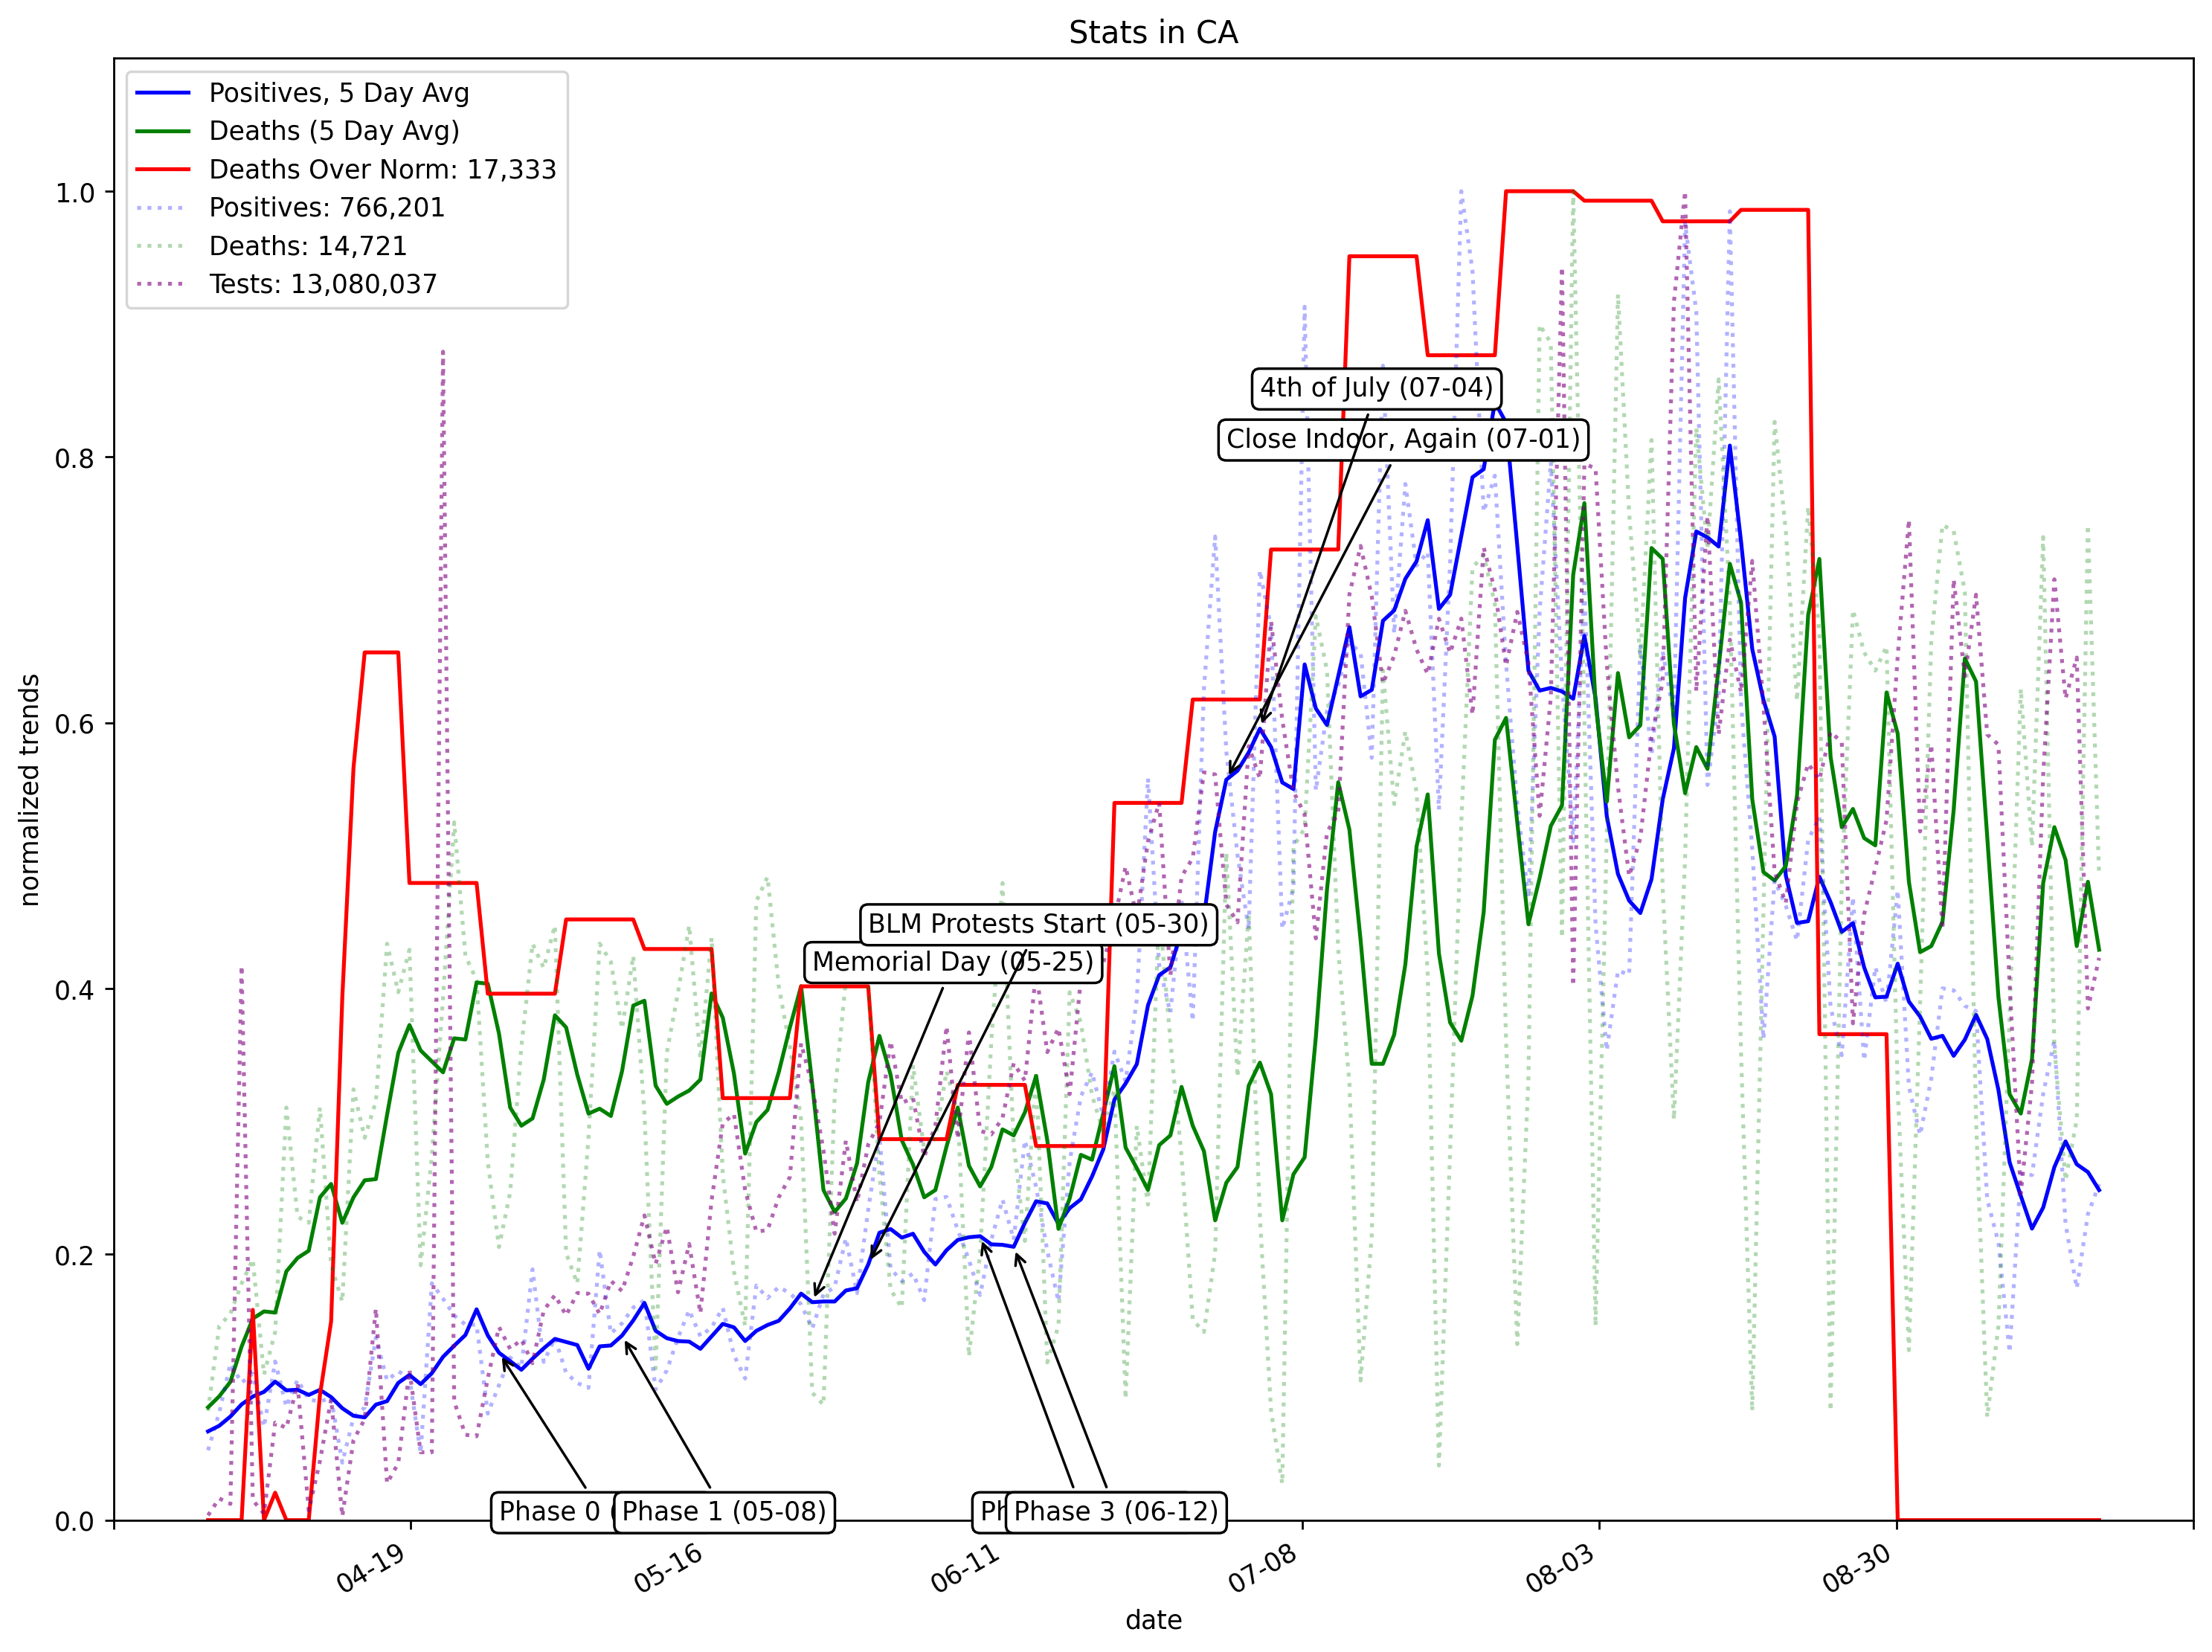 Stats in CA
Positives, 5 Day Avg
Deaths (5 Day Avg)
Deaths Over Norm: 17,333
Positives: 766,201
Deaths: 14,721
Tests: 13,080,037
1.0
0.8
0.6
0.4
0.2
0.0
normalized trends
4th of July (07-04)
Close Indoor, Again (07-01)
BLM Protests Start (05-30)
Memorial Day (05-25)
Phase 0 (
Phase 1 (05-08)
Ph
Phase 3 (06-12)
04-19
05-16
06-11
07-08
08-03
08-30
date